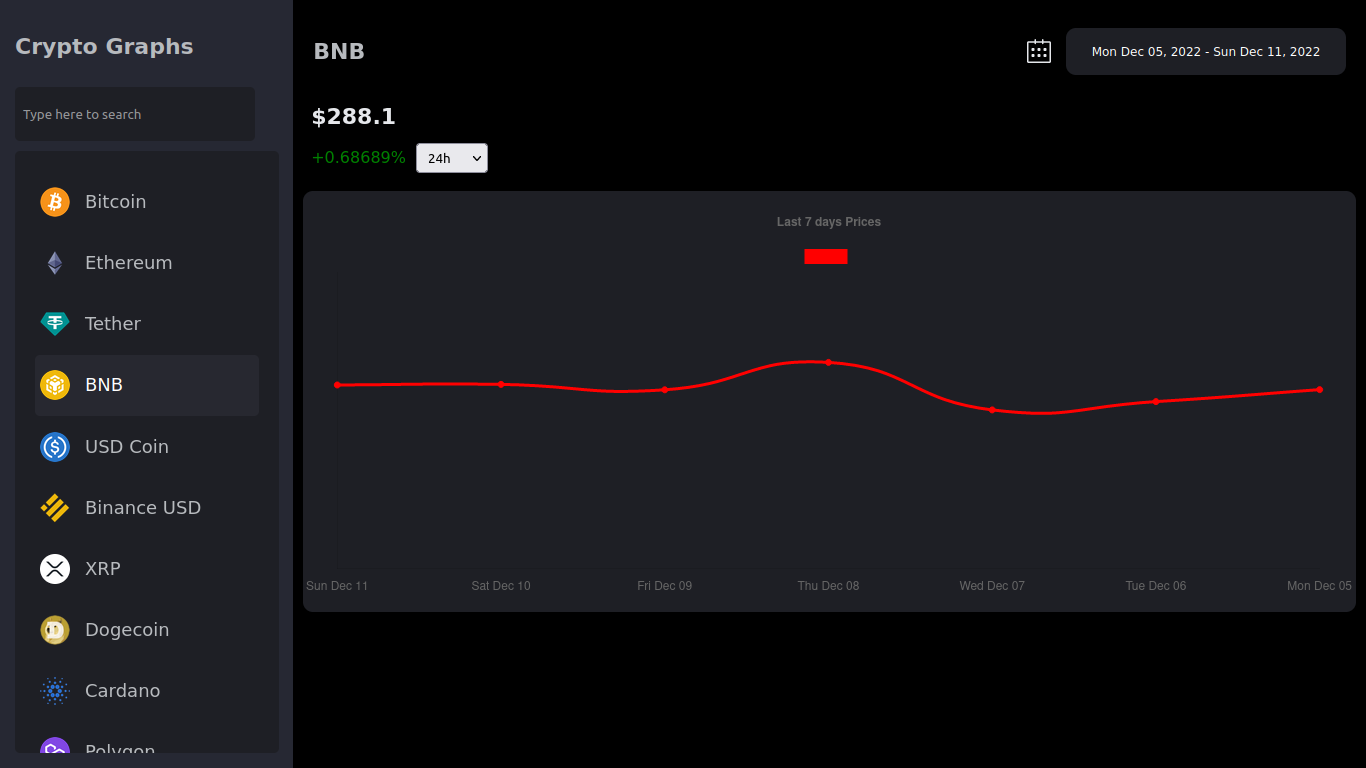 Crypto Graphs
Type here to search
Bitcoin
Ethereum
Tether
BNB
USD Coin
Binance USD
XRP
Dogecoin
Cardano
Polygon
BNB
Mon Dec 05, 2022 - Sun Dec 11, 2022
$288.1
+0.68689% 24h
Last 7 days Prices
Sun Dec 11 Sat Dec 10 Fri Dec 09 Thu Dec 08 Wed Dec 07 Tue Dec 06 Mon Dec 05